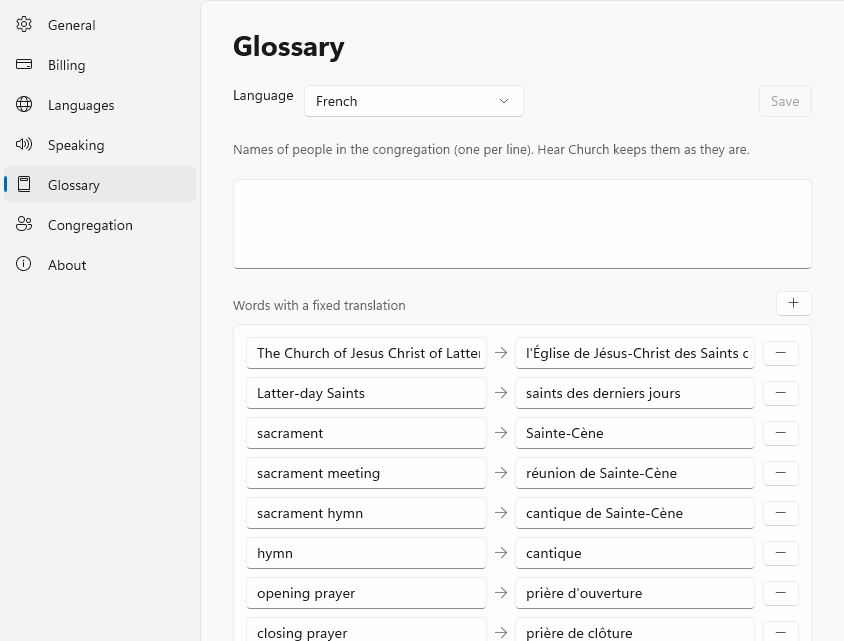 General
Billing
Languages
Speaking
Glossary
Congregation
About
Glossary
Language French Save
Names of people in the congregation (one per line). Hear Church keeps them as they are.
Words with a fixed translation
The Church of Jesus Christ of Latter → l'Église de Jésus-Christ des Saints
Latter-day Saints → saints des derniers jours
sacrament → Sainte-Cène
sacrament meeting → réunion de Sainte-Cène
sacrament hymn → cantique de Sainte-Cène
hymn → cantique
opening prayer → prière d'ouverture
closing prayer → prière de clôture